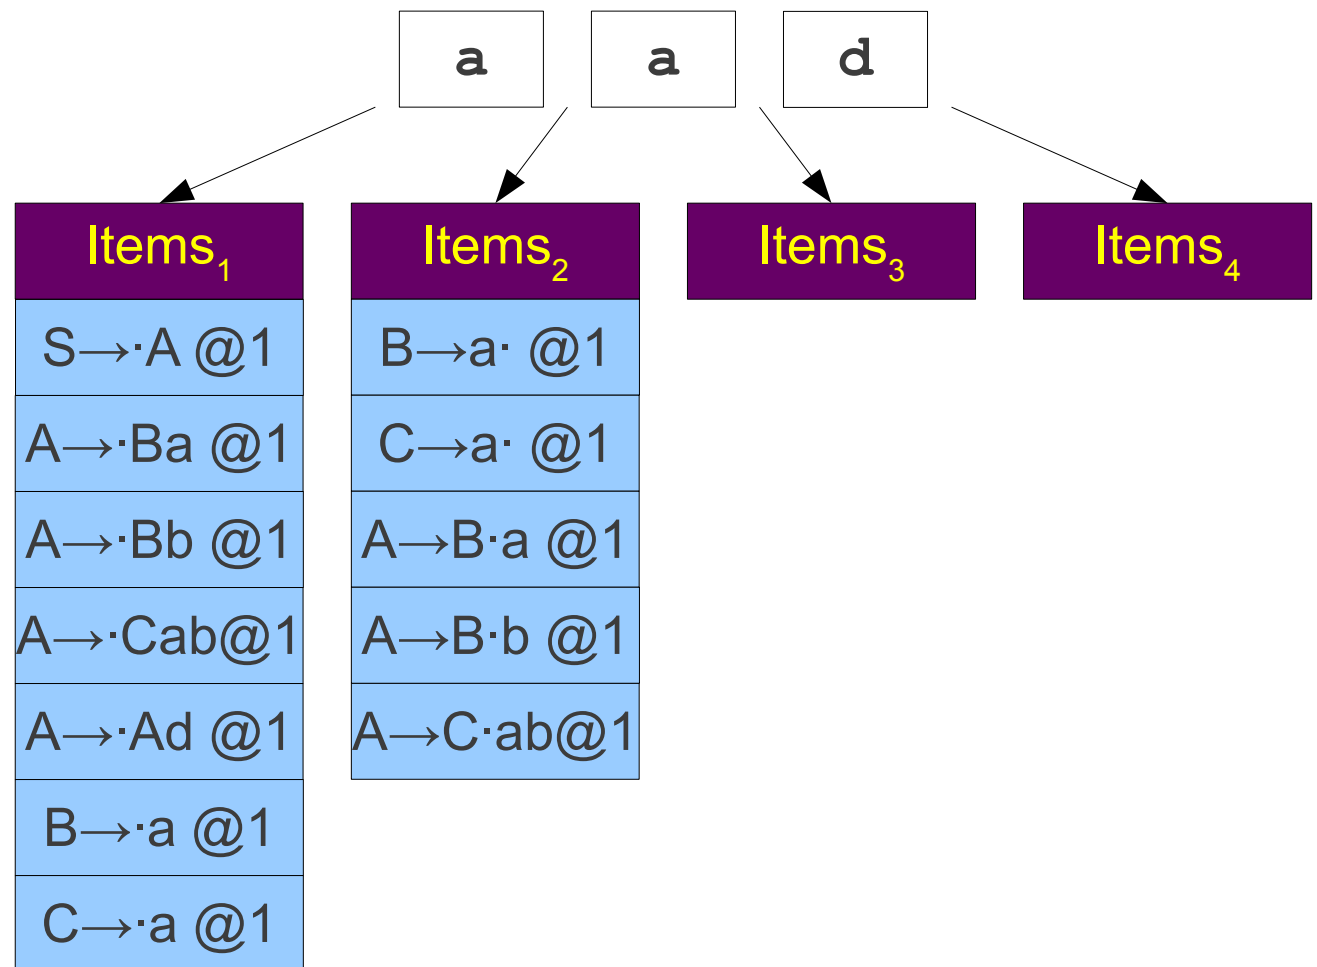 a a d
Items₁ Items₂ Items₃ Items₄
S→·A @1 B→a· @1
A→·Ba @1 C→a· @1
A→·Bb @1 A→B·a @1
A→·Cab@1 A→B·b @1
A→·Ad @1 A→C·ab@1
B→·a @1
C→·a @1